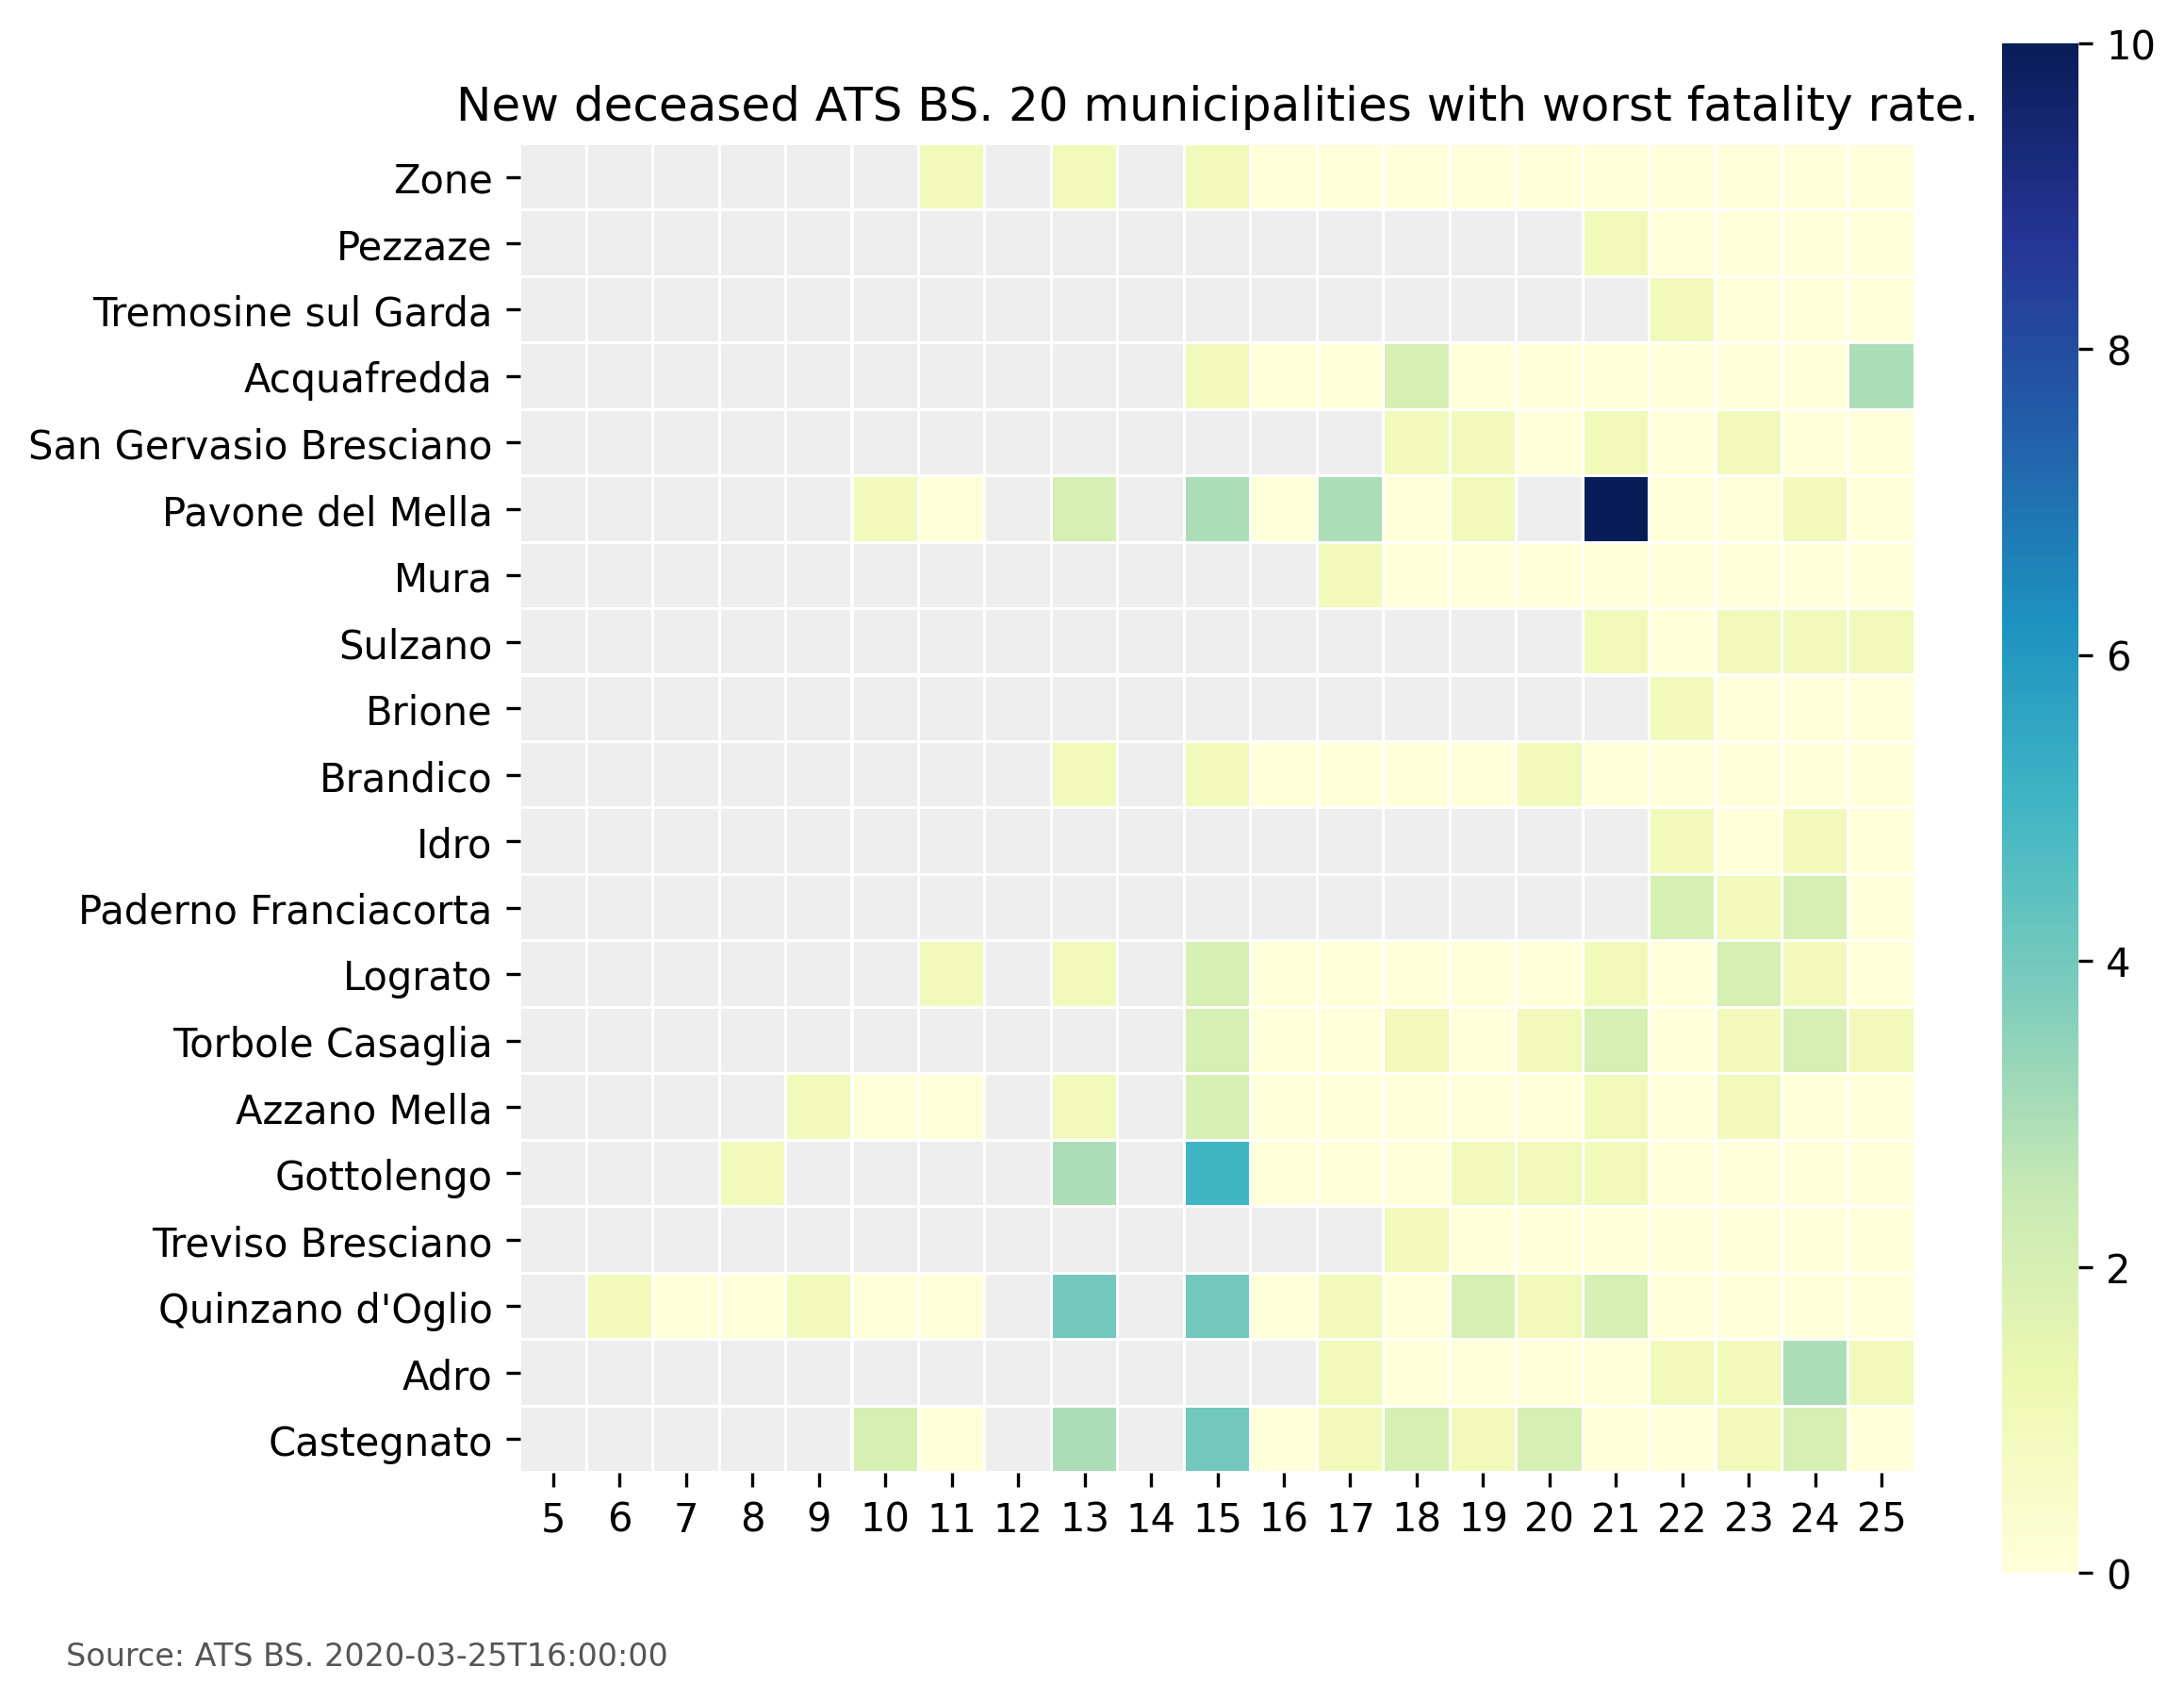 New deceased ATS BS. 20 municipalities with worst fatality rate.
Zone
Pezzaze
Tremosine sul Garda
Acquafredda
San Gervasio Bresciano
Pavone del Mella
Mura
Sulzano
Brione
Brandico
Idro
Paderno Franciacorta
Lograto
Torbole Casaglia
Azzano Mella
Gottolengo
Treviso Bresciano
Quinzano d'Oglio
Adro
Castegnato
5 6 7 8 9 10 11 12 13 14 15 16 17 18 19 20 21 22 23 24 25
10
8
6
4
2
0
Source: ATS BS. 2020-03-25T16:00:00